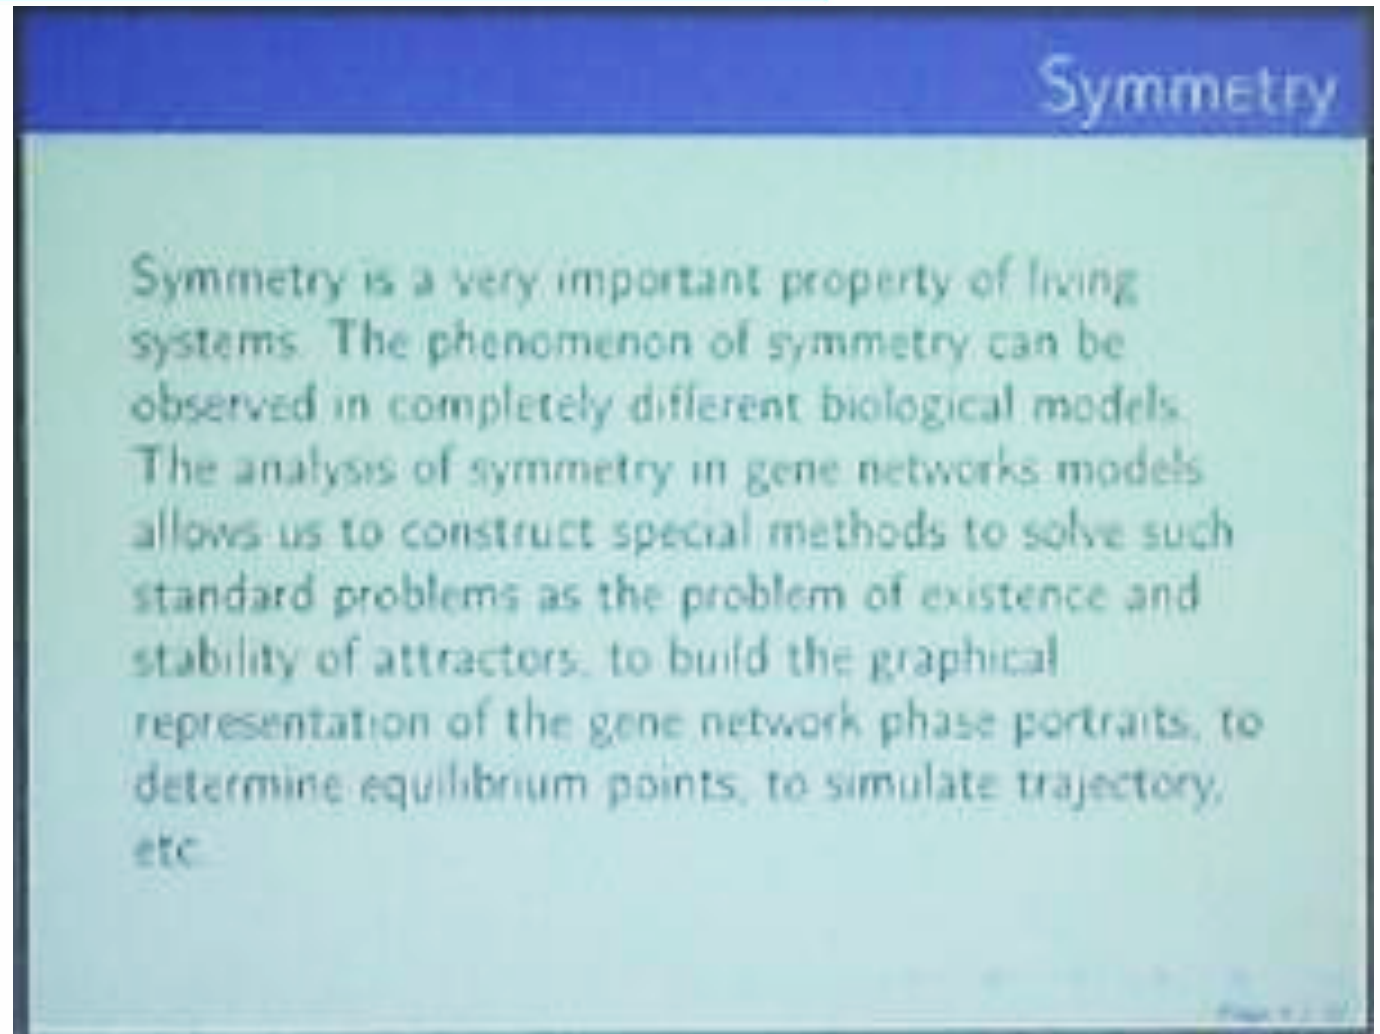 Symmetry
Symmetry is a very important property of living
systems. The phenomenon of symmetry can be
observed in completely different biological models.
The analysis of symmetry in gene networks models
allows us to construct special methods to solve such
standard problems as the problem of existence and
stability of attractors, to build the graphical
representation of the gene network phase portraits, to
determine equilibrium points, to simulate trajectory,
etc.
Page